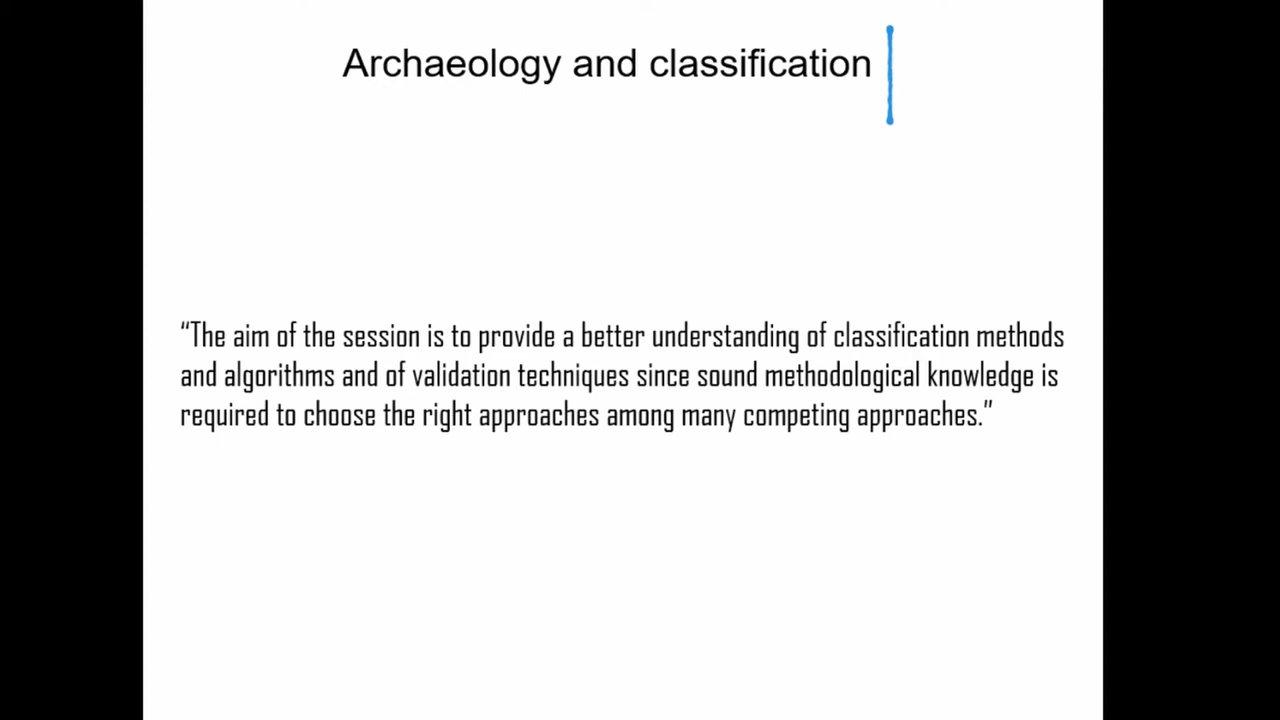 Archaeology and classification
“The aim of the session is to provide a better understanding of classification methods
and algorithms and of validation techniques since sound methodological knowledge is
required to choose the right approaches among many competing approaches.”